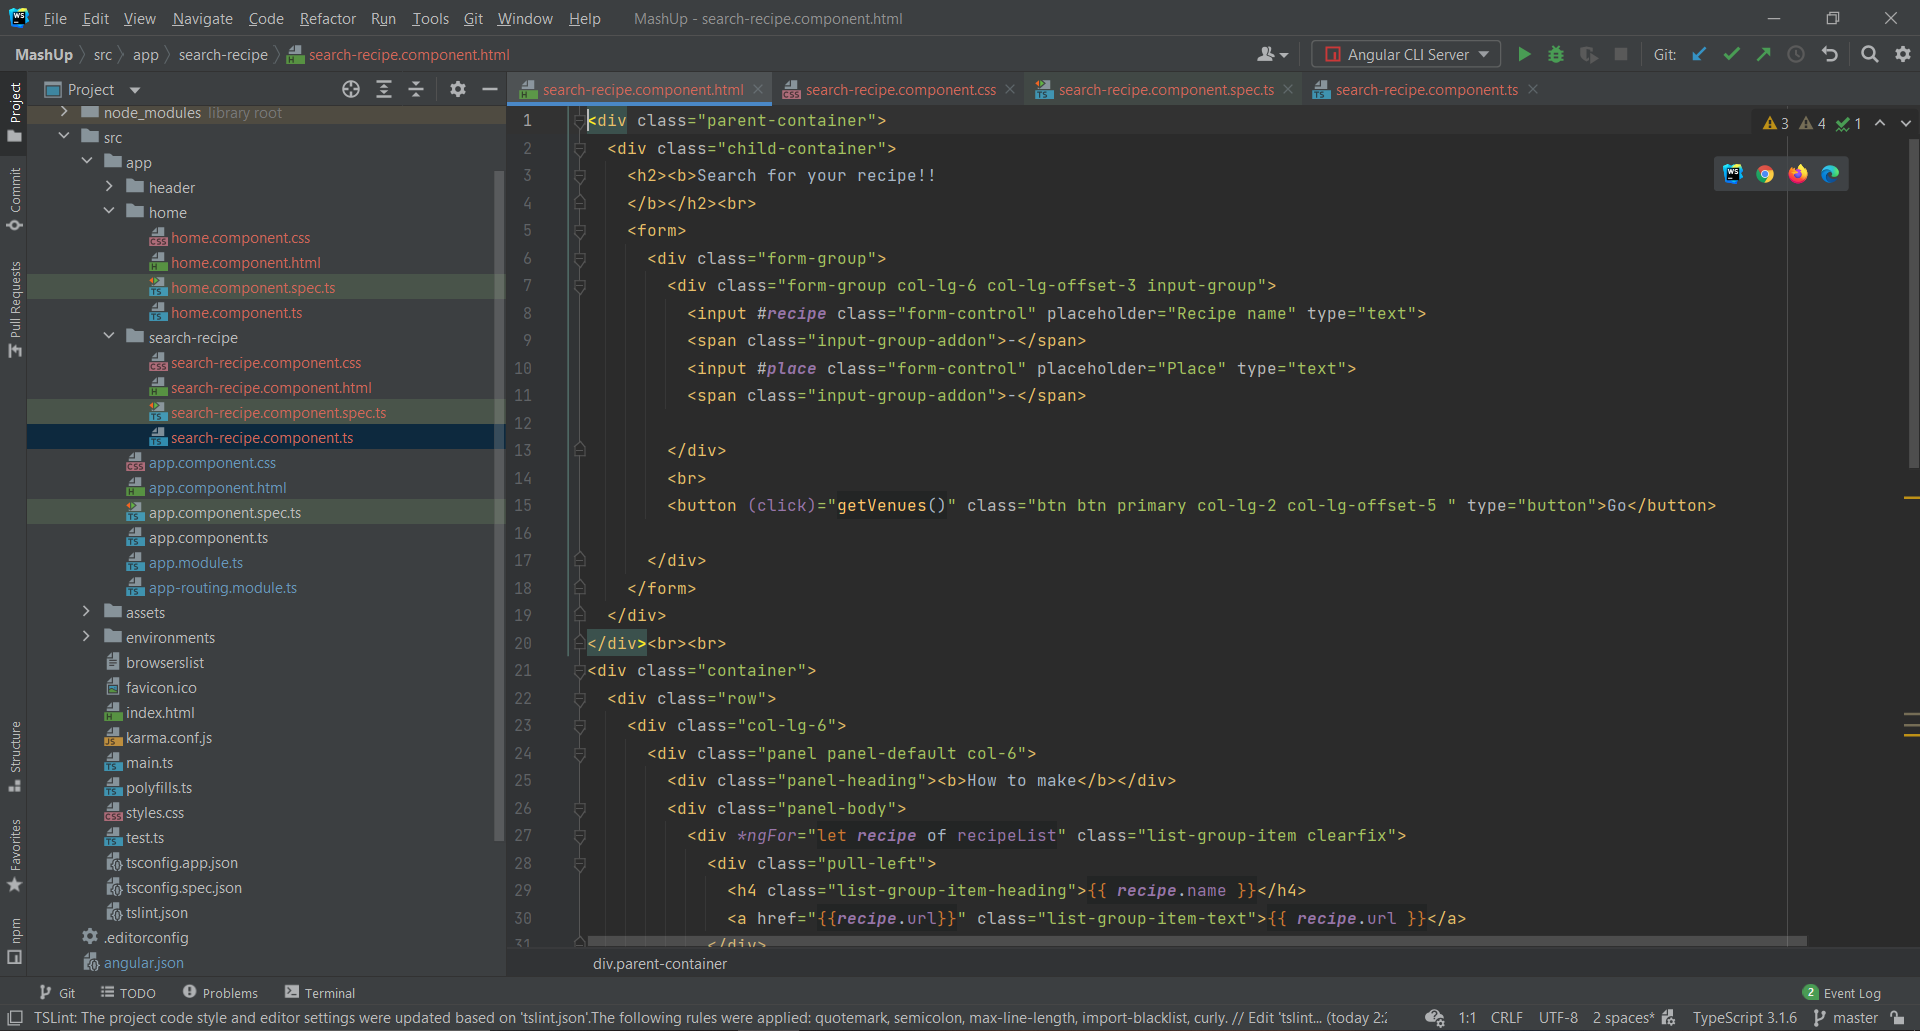 WS File Edit View Navigate Code Refactor Run Tools Git Window Help MashUp - search-recipe.component.html
MashUp src app search-recipe search-recipe.component.html Angular CLI Server Git:
Project search-recipe.component.html search-recipe.component.css search-recipe.component.spec.ts search-recipe.component.ts
Project
Commit
Pull Requests
Structure
Favorites
npm
node_modules library root
src
app
header
home
home.component.css
home.component.html
home.component.spec.ts
home.component.ts
search-recipe
search-recipe.component.css
search-recipe.component.html
search-recipe.component.spec.ts
search-recipe.component.ts
app.component.css
app.component.html
app.component.spec.ts
app.component.ts
app.module.ts
app-routing.module.ts
assets
environments
browserslist
favicon.ico
index.html
karma.conf.js
main.ts
polyfills.ts
styles.css
test.ts
tsconfig.app.json
tsconfig.spec.json
tslint.json
.editorconfig
angular.json
3 4 1
1 <div class="parent-container">
2 <div class="child-container">
3 <h2><b>Search for your recipe!!
4 </b></h2><br>
5 <form>
6 <div class="form-group">
7 <div class="form-group col-lg-6 col-lg-offset-3 input-group">
8 <input #recipe class="form-control" placeholder="Recipe name" type="text">
9 <span class="input-group-addon">-</span>
10 <input #place class="form-control" placeholder="Place" type="text">
11 <span class="input-group-addon">-</span>
12
13 </div>
14 <br>
15 <button (click)="getVenues()" class="btn btn primary col-lg-2 col-lg-offset-5 " type="button">Go</button>
16
17 </div>
18 </form>
19 </div>
20 </div><br><br>
21 <div class="container">
22 <div class="row">
23 <div class="col-lg-6">
24 <div class="panel panel-default col-6">
25 <div class="panel-heading"><b>How to make</b></div>
26 <div class="panel-body">
27 <div *ngFor="let recipe of recipeList" class="list-group-item clearfix">
28 <div class="pull-left">
29 <h4 class="list-group-item-heading">{{ recipe.name }}</h4>
30 <a href="{{recipe.url}}" class="list-group-item-text">{{ recipe.url }}</a>
31 </div>
div.parent-container
Git TODO Problems Terminal 2 Event Log
TSLint: The project code style and editor settings were updated based on 'tslint.json'.The following rules were applied: quotemark, semicolon, max-line-length, import-blacklist, curly. // Edit 'tslint... (today 2:2 1:1 CRLF UTF-8 2 spaces* TypeScript 3.1.6 master